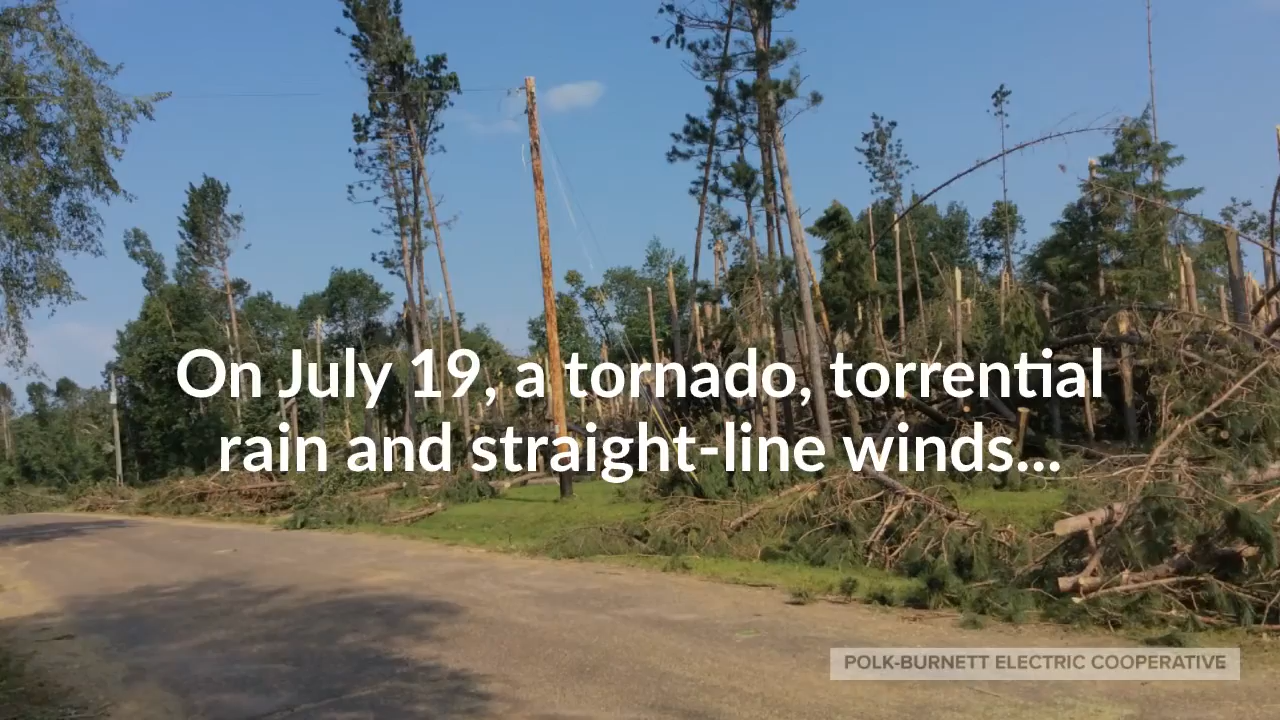 On July 19, a tornado, torrential
rain and straight-line winds...
POLK-BURNETT ELECTRIC COOPERATIVE